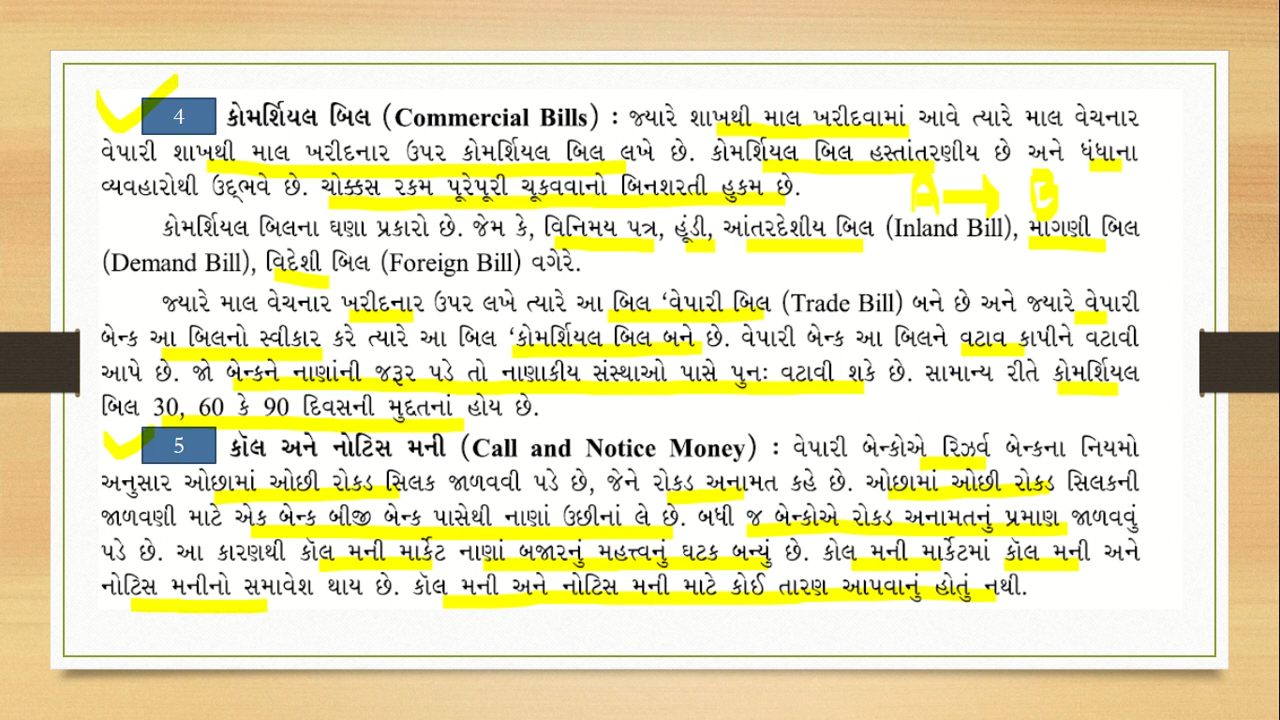 4 કોમર્શિયલ બિલ (Commercial Bills) : જ્યારે શાખથી માલ ખરીદવામાં આવે ત્યારે માલ વેચનાર
વેપારી શાખથી માલ ખરીદનાર ઉપર કોમર્શિયલ બિલ લખે છે. કોમર્શિયલ બિલ હસ્તાંતરણીય છે અને ધંધાના
વ્યવહારોથી ઉદ્ભવે છે. ચોક્કસ રકમ પૂરેપૂરી ચૂકવવાનો બિનશરતી હુકમ છે.
A → B
કોમર્શિયલ બિલના ઘણા પ્રકારો છે. જેમ કે, વિનિમય પત્ર, હૂંડી, આંતરદેશીય બિલ (Inland Bill), માગણી બિલ
(Demand Bill), વિદેશી બિલ (Foreign Bill) વગેરે.
જ્યારે માલ વેચનાર ખરીદનાર ઉપર લખે ત્યારે આ બિલ ‘વેપારી બિલ (Trade Bill) બને છે અને જ્યારે વેપારી
બેન્ક આ બિલનો સ્વીકાર કરે ત્યારે આ બિલ ‘કોમર્શિયલ બિલ બને છે. વેપારી બેન્ક આ બિલને વટાવ કાપીને વટાવી
આપે છે. જો બેન્કને નાણાંની જરૂર પડે તો નાણાકીય સંસ્થાઓ પાસે પુનઃ વટાવી શકે છે. સામાન્ય રીતે કોમર્શિયલ
બિલ 30, 60 કે 90 દિવસની મુદ્દતનાં હોય છે.
5 કૉલ અને નોટિસ મની (Call and Notice Money) : વેપારી બેન્કોએ રિઝર્વ બેન્કના નિયમો
અનુસાર ઓછામાં ઓછી રોકડ સિલક જાળવવી પડે છે, જેને રોકડ અનામત કહે છે. ઓછામાં ઓછી રોકડ સિલકની
જાળવણી માટે એક બેન્ક બીજી બેન્ક પાસેથી નાણાં ઉછીનાં લે છે. બધી જ બેન્કોએ રોકડ અનામતનું પ્રમાણ જાળવવું
પડે છે. આ કારણથી કૉલ મની માર્કેટ નાણાં બજારનું મહત્ત્વનું ઘટક બન્યું છે. કોલ મની માર્કેટમાં કૉલ મની અને
નોટિસ મનીનો સમાવેશ થાય છે. કૉલ મની અને નોટિસ મની માટે કોઈ તારણ આપવાનું હોતું નથી.